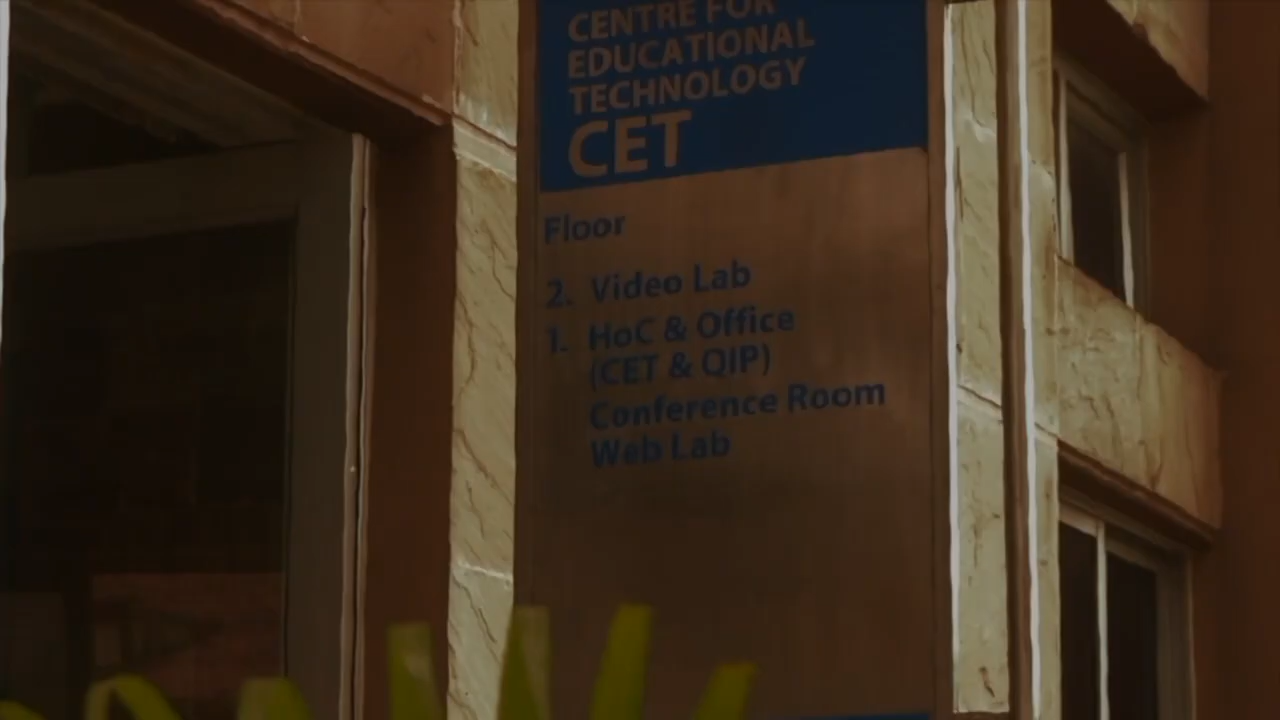 CENTRE FOR
EDUCATIONAL
TECHNOLOGY
CET
Floor
2. Video Lab
1. HoC & Office
(CET & QIP)
Conference Room
Web Lab